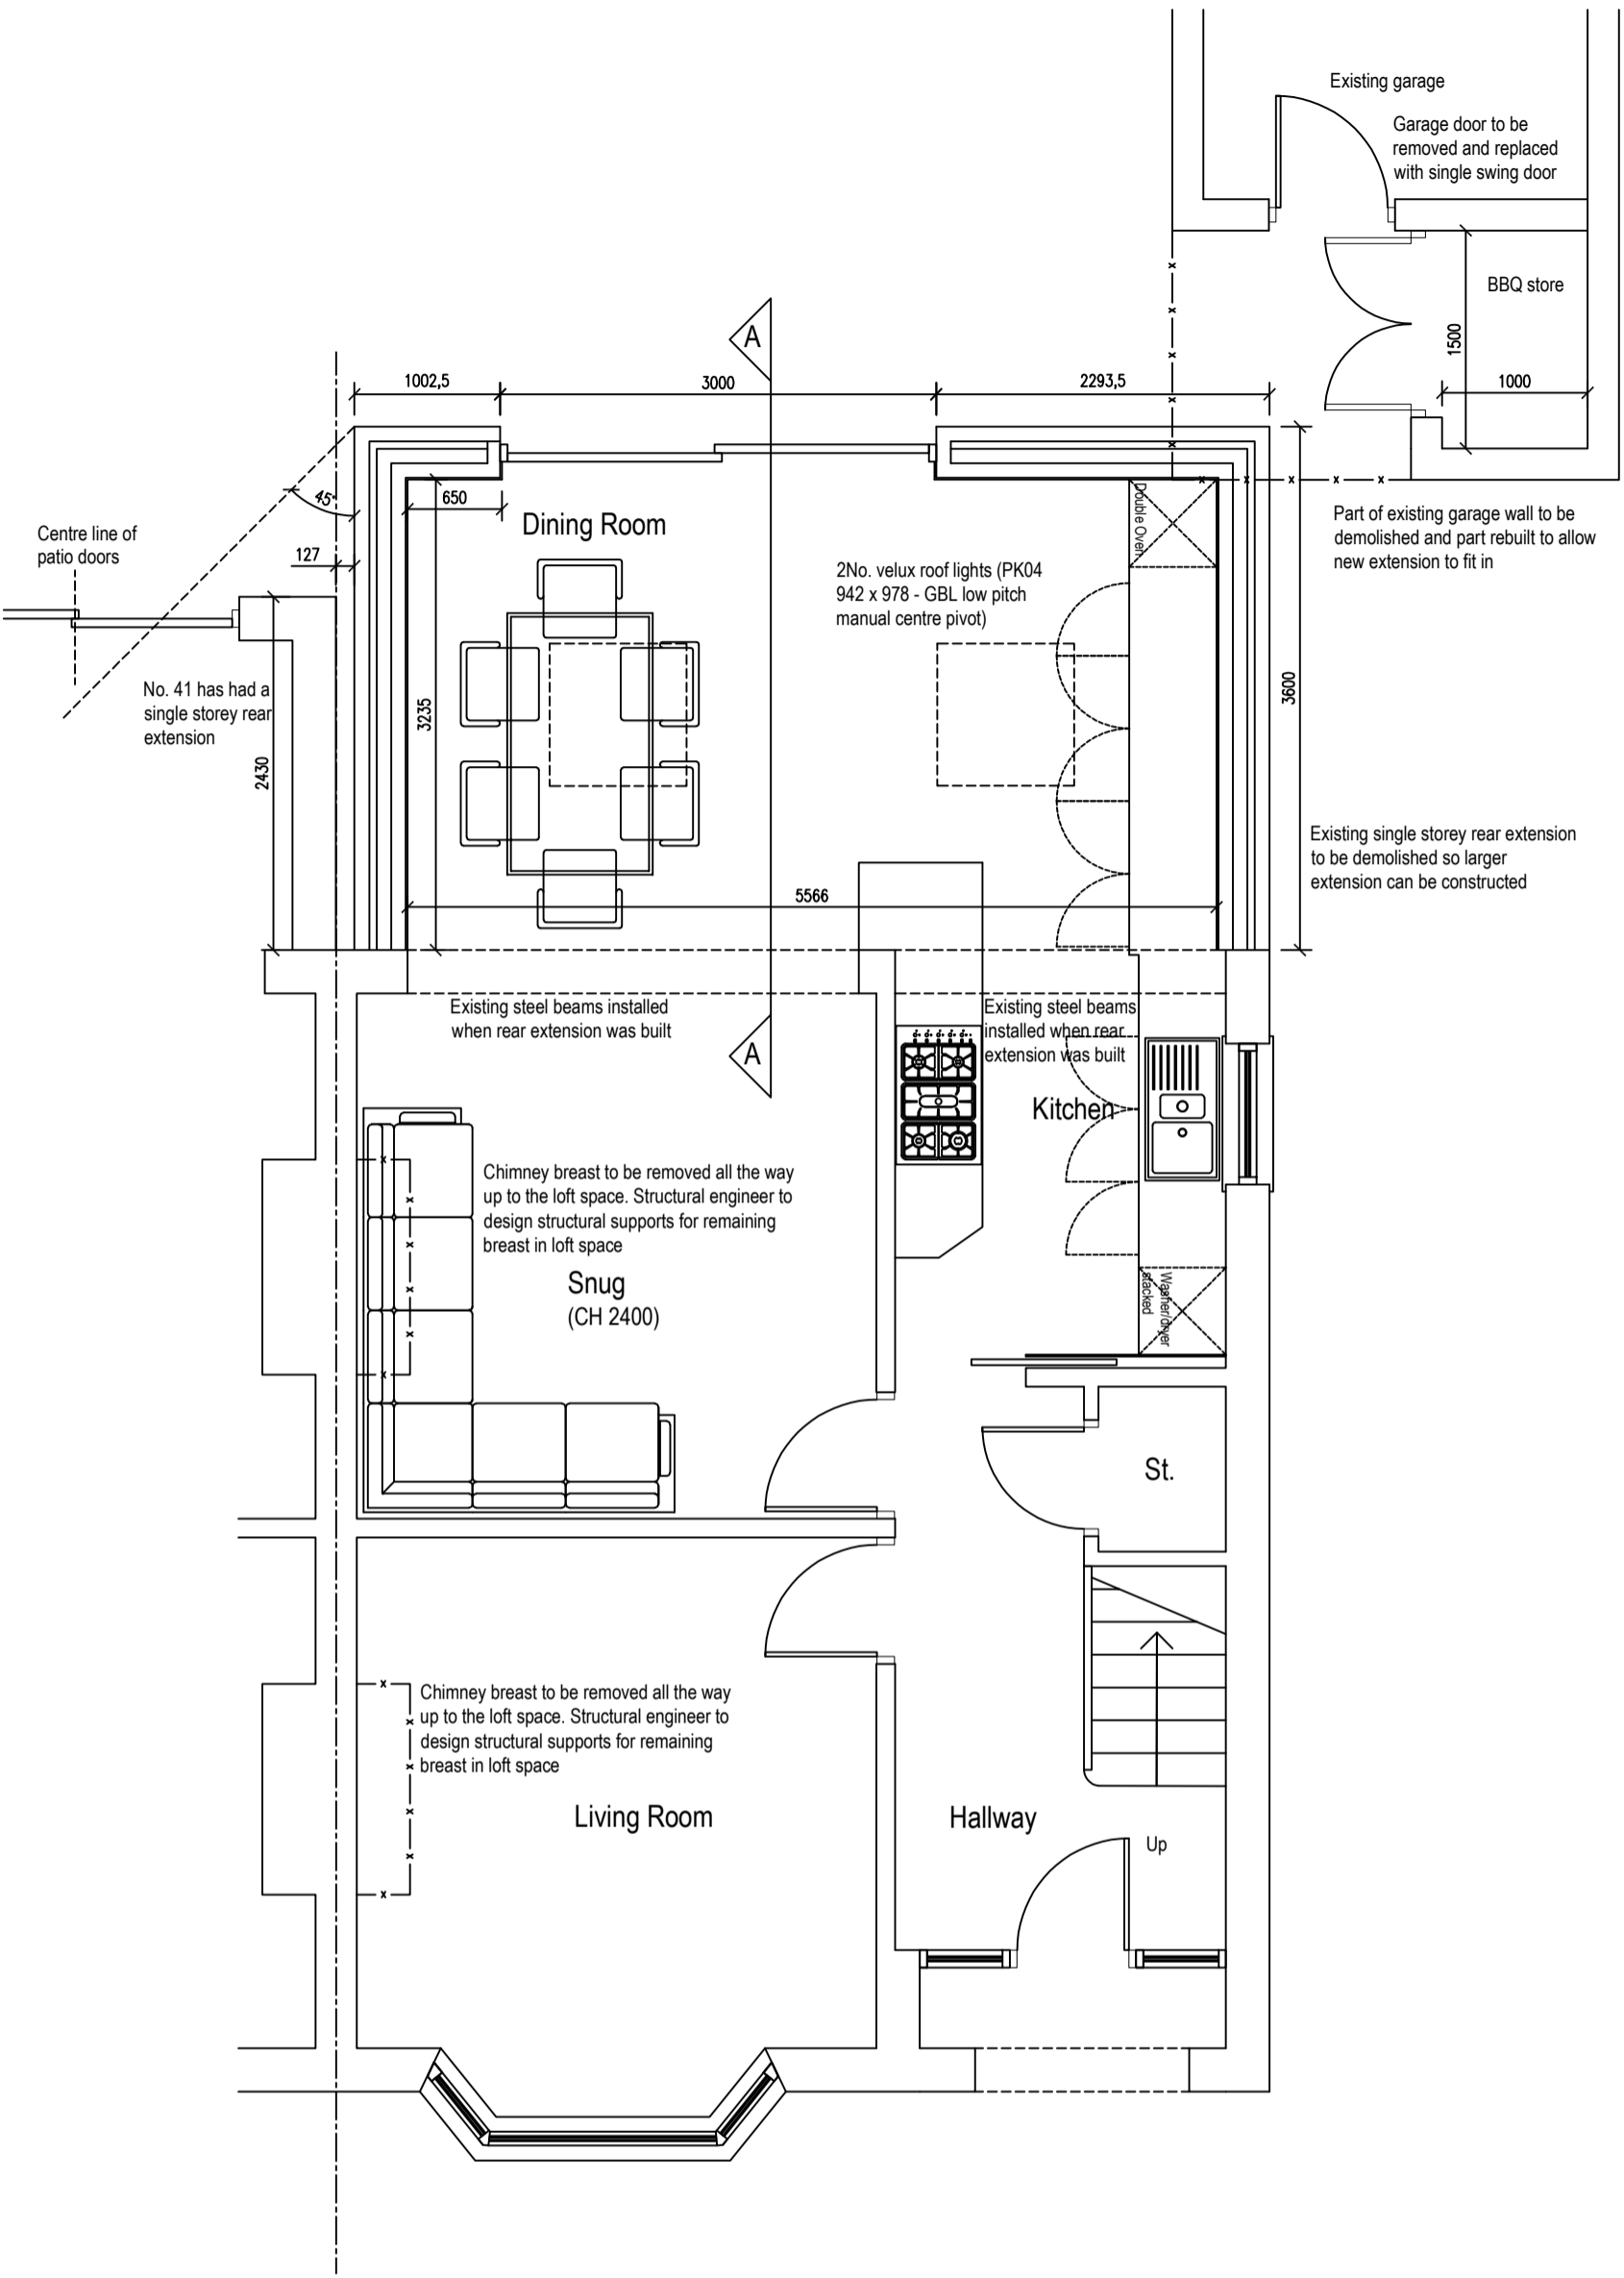 Existing garage
Garage door to be
removed and replaced
with single swing door
BBQ store
1500
1000
A
1002,5
3000
2293,5
45°
650
127
Centre line of
patio doors
Dining Room
Double Oven
2No. velux roof lights (PK04
942 x 978 - GBL low pitch
manual centre pivot)
Part of existing garage wall to be
demolished and part rebuilt to allow
new extension to fit in
No. 41 has had a
single storey rear
extension
2430
3235
3600
5566
Existing single storey rear extension
to be demolished so larger
extension can be constructed
Existing steel beams installed
when rear extension was built
A
Existing steel beams
installed when rear
extension was built
Kitchen
Chimney breast to be removed all the way
up to the loft space. Structural engineer to
design structural supports for remaining
breast in loft space
Snug
(CH 2400)
Washer/dryer
stacked
St.
Chimney breast to be removed all the way
up to the loft space. Structural engineer to
design structural supports for remaining
breast in loft space
Living Room
Hallway
Up